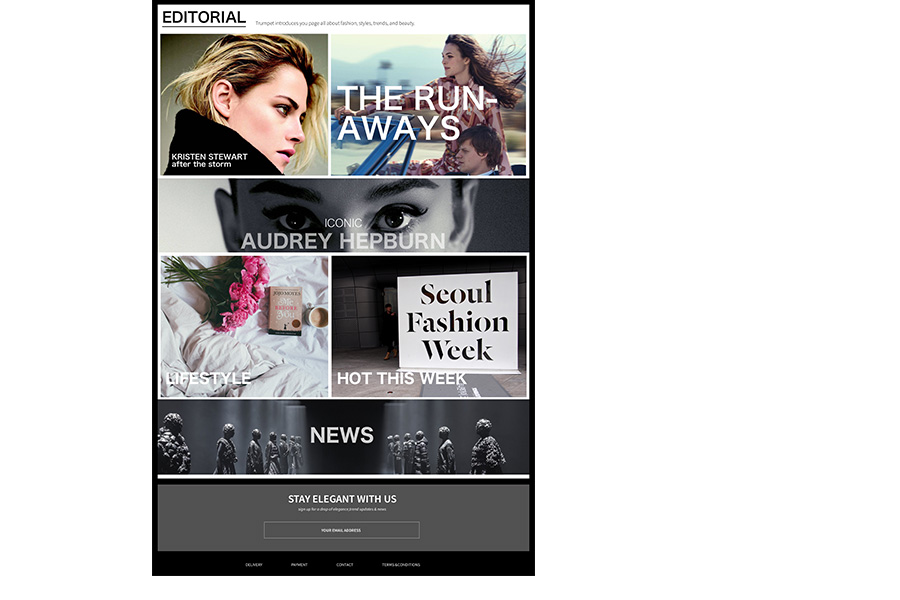 EDITORIAL
Trumpet introduces you page all about fashion, styles, trends, and beauty.
KRISTEN STEWART
after the storm
THE RUN-
AWAYS
ICONIC
AUDREY HEPBURN
JOJO MOYES
Me
BEFORE
You
LIFESTYLE
Seoul
Fashion
Week
HOT THIS WEEK
NEWS
STAY ELEGANT WITH US
sign up for a drop of elegance,trend updates & news
YOUR EMAIL ADDRESS
DELIVERY
PAYMENT
CONTACT
TERMS&CONDITIONS